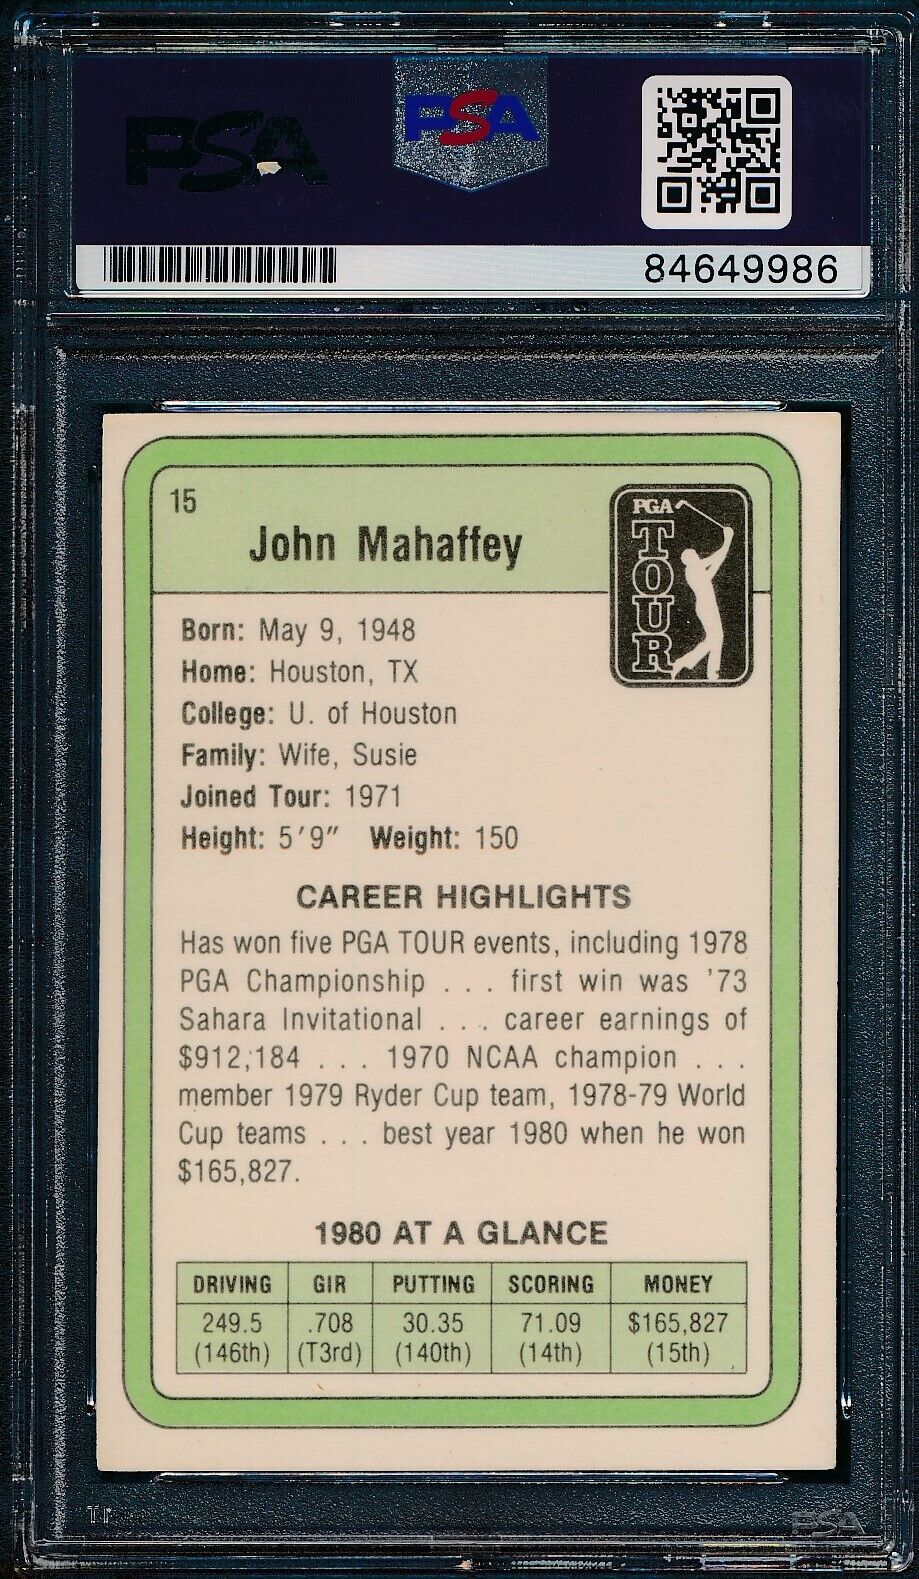 PSA
PSA
84649986
15
John Mahaffey
PGA
TOUR
Born: May 9, 1948
Home: Houston, TX
College: U. of Houston
Family: Wife, Susie
Joined Tour: 1971
Height: 5'9" Weight: 150
CAREER HIGHLIGHTS
Has won five PGA TOUR events, including 1978
PGA Championship . . . first win was '73
Sahara Invitational . . . career earnings of
$912,184 . . . 1970 NCAA champion . . .
member 1979 Ryder Cup team, 1978-79 World
Cup teams . . . best year 1980 when he won
$165,827.
1980 AT A GLANCE
DRIVING GIR PUTTING SCORING MONEY
249.5 .708 30.35 71.09 $165,827
(146th) (T3rd) (140th) (14th) (15th)
PSA